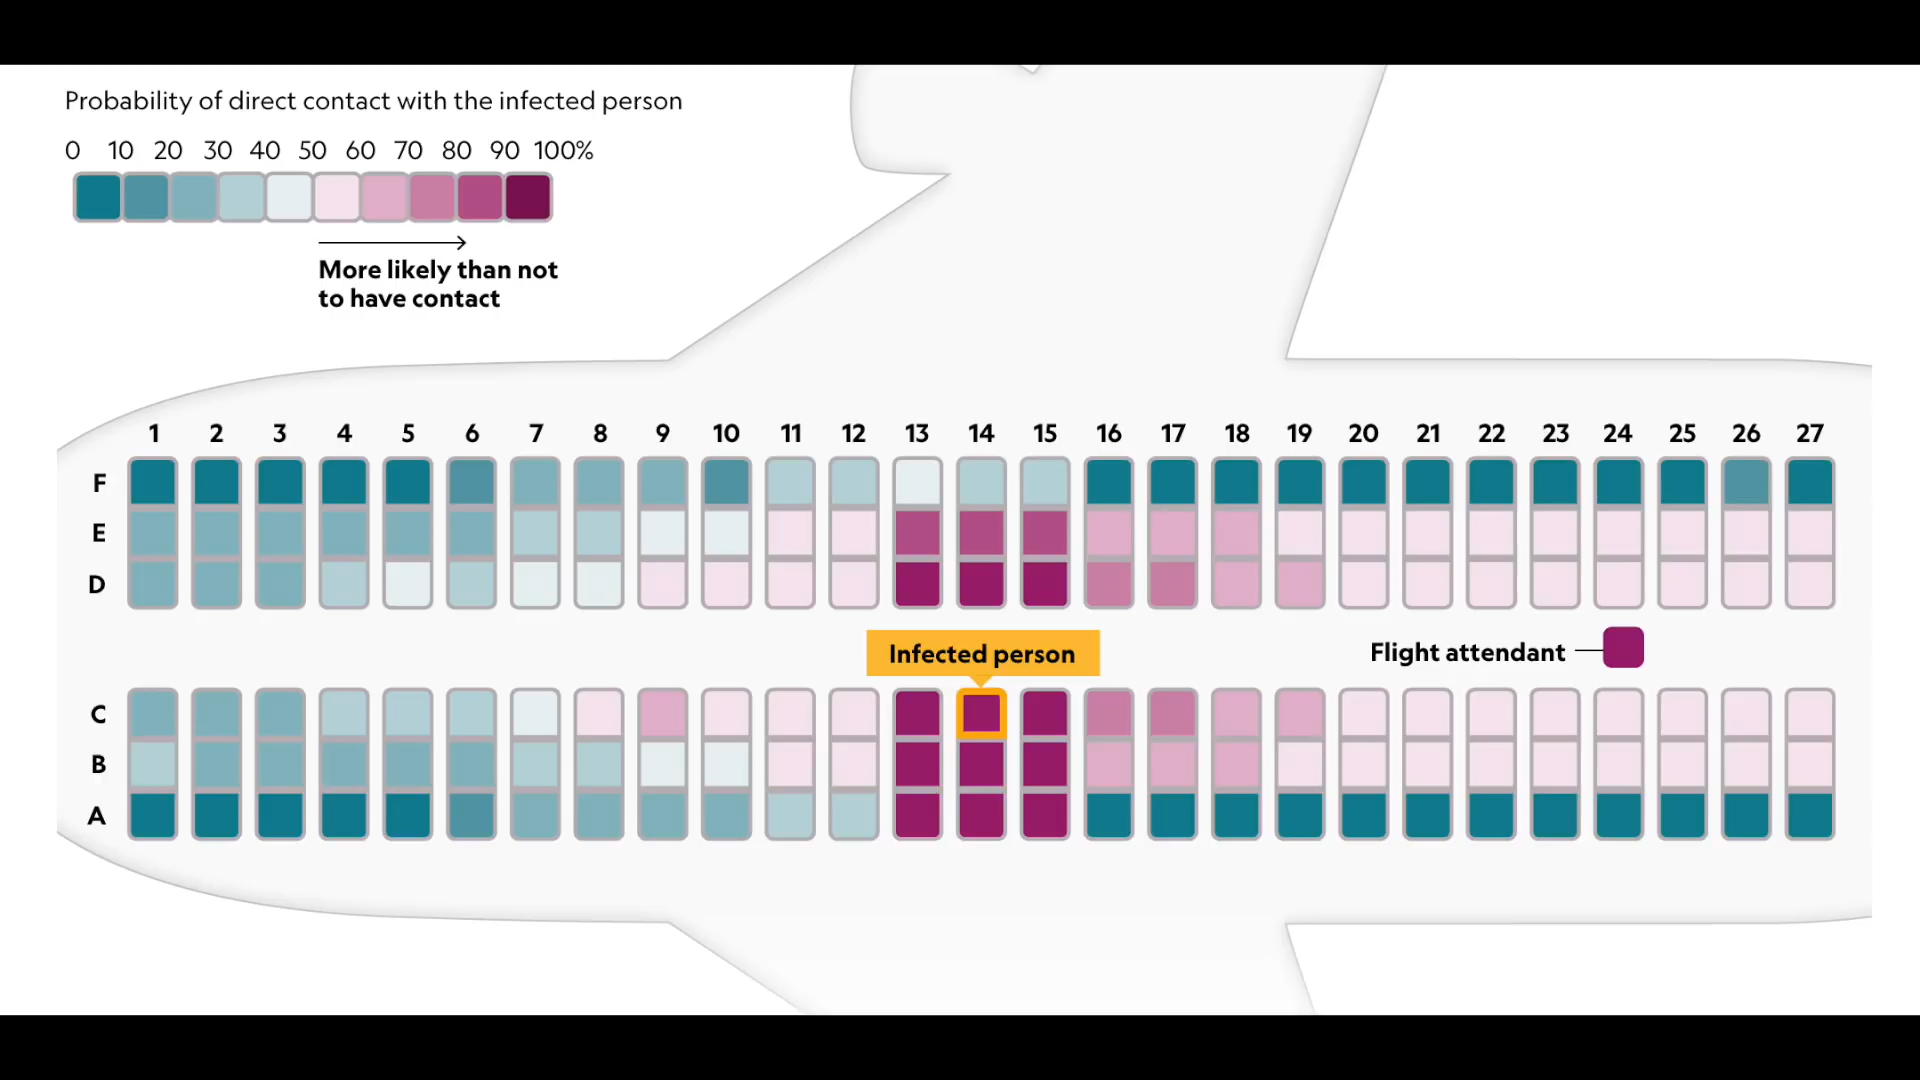 Probability of direct contact with the infected person
0 10 20 30 40 50 60 70 80 90 100%
More likely than not
to have contact
1 2 3 4 5 6 7 8 9 10 11 12 13 14 15 16 17 18 19 20 21 22 23 24 25 26 27
F
E
D
Infected person
Flight attendant
C
B
A